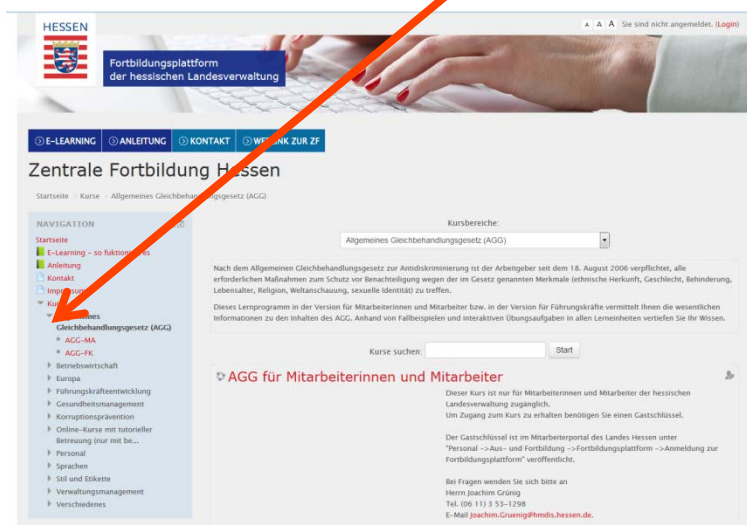 HESSEN
A A A Sie sind nicht angemeldet. (Login)
Fortbildungsplattform
der hessischen Landesverwaltung
E-LEARNING ANLEITUNG KONTAKT ZUR ZF
Zentrale Fortbildung Hessen
Startseite Kurse Allgemeines (AGG)
NAVIGATION
Startseite
E-Learning - so
Anleitung
Kontakt
Gleichbehandlungsgesetz (AGG)
AGG-MA
AGG-FK
Betriebswirtschaft
Europa
Führungskräfteentwicklung
Gesundheitsmanagement
Korruptionsprävention
Online-Kurse mit tutorieller
Betreuung (nur mit be...
Personal
Sprachen
Stil und Etikette
Verwaltungsmanagement
Verschiedenes
Kursbereiche:
Allgemeines Gleichbehandlungsgesetz (AGG)
Nach dem Allgemeinen Gleichbehandlungsgesetz zur Antidiskriminierung ist der Arbeitgeber seit dem 18. August 2006 verpflichtet, alle
erforderlichen Maßnahmen zum Schutz vor Benachteiligung wegen der im Gesetz genannten Merkmale (ethnische Herkunft, Geschlecht, Behinderung,
Lebensalter, Religion, Weltanschauung, sexuelle Identität) zu treffen.
Dieses Lernprogramm in der Version für Mitarbeiterinnen und Mitarbeiter bzw. in der Version für Führungskräfte vermittelt Ihnen die wesentlichen
Informationen zu den Inhalten des AGG. Anhand von Fallbeispielen und interaktiven Übungsaufgaben in allen Lerneinheiten vertiefen Sie Ihr Wissen.
Kurse suchen: Start
AGG für Mitarbeiterinnen und Mitarbeiter
Dieser Kurs ist nur für Mitarbeiterinnen und Mitarbeiter der hessischen
Landesverwaltung zugänglich.
Um Zugang zum Kurs zu erhalten benötigen Sie einen Gastschlüssel.
Der Gastschlüssel ist im Mitarbeiterportal des Landes Hessen unter
"Personal ->Aus- und Fortbildung ->Fortbildungsplattform ->Anmeldung zur
Fortbildungsplattform" veröffentlicht.
Bei Fragen wenden Sie sich bitte an
Herrn Joachim Grünig
Tel. (06 11) 3 53-1298
E-Mail Joachim.Gruenig@hmdis.hessen.de.